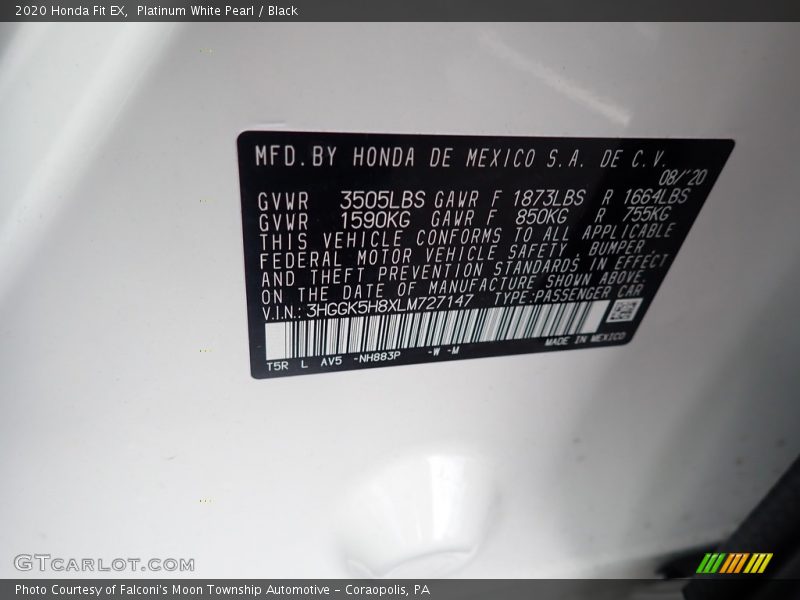 2020 Honda Fit EX, Platinum White Pearl / Black
MFD. BY HONDA DE MEXICO S.A. DE C.V.
08/'20
GVWR 3505LBS GAWR F 1873LBS R 1664LBS
GVWR 1590KG GAWR F 850KG R 755KG
THIS VEHICLE CONFORMS TO ALL APPLICABLE
FEDERAL MOTOR VEHICLE SAFETY, BUMPER
AND THEFT PREVENTION STANDARDS IN EFFECT
ON THE DATE OF MANUFACTURE SHOWN ABOVE.
V.I.N.: 3HGGK5H8XLM727147 TYPE:PASSENGER CAR
T5R L AV5 -NH883P -W -M MADE IN MEXICO
GTCARLOT.COM
Photo Courtesy of Falconi's Moon Township Automotive - Coraopolis, PA